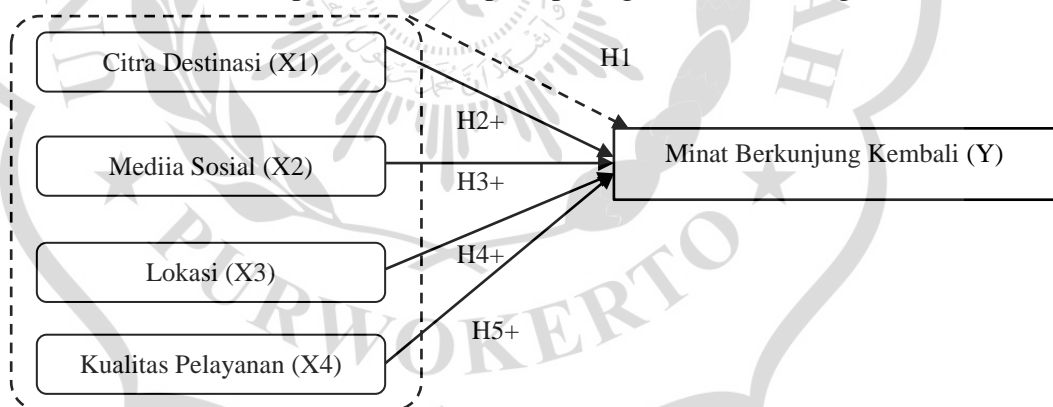 Citra Destinasi (X1)
H1
H2+
Mediia Sosial (X2)
Minat Berkunjung Kembali (Y)
H3+
Lokasi (X3)
H4+
Kualitas Pelayanan (X4)
H5+
PURWOKERTO